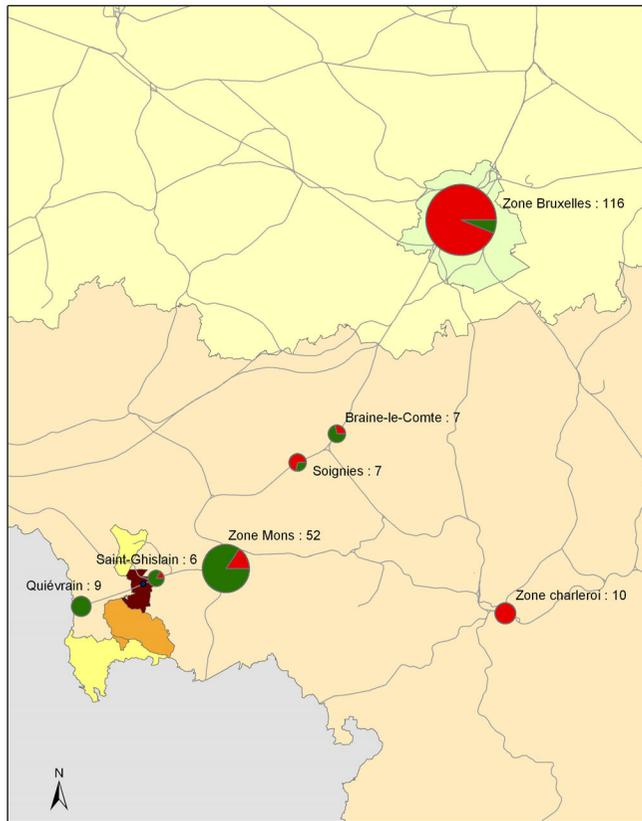 Zone Bruxelles : 116
Braine-le-Comte : 7
Soignies : 7
Zone Mons : 52
Saint-Ghislain : 6
Quiévrain : 9
Zone charleroi : 10
N